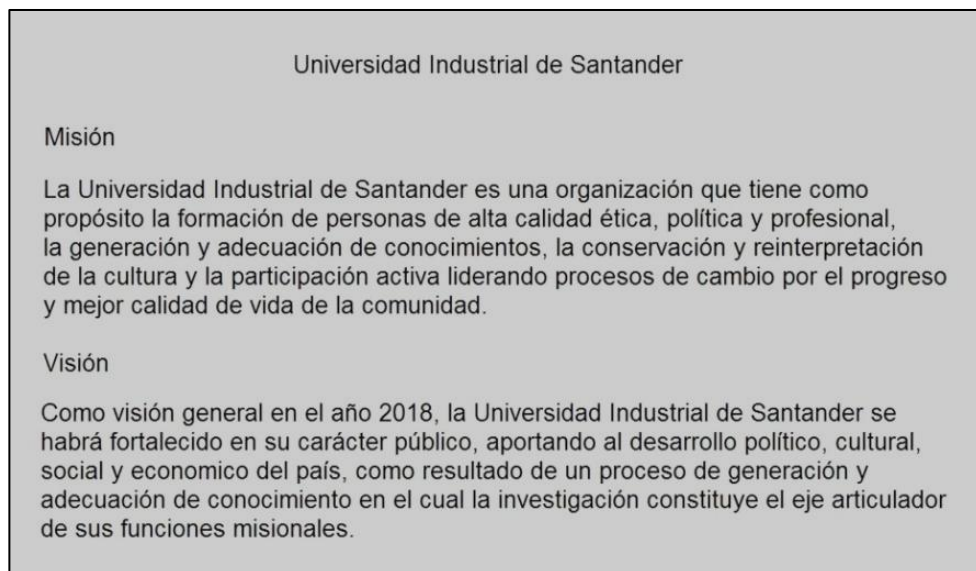 Universidad Industrial de Santander
Misión
La Universidad Industrial de Santander es una organización que tiene como
propósito la formación de personas de alta calidad ética, política y profesional,
la generación y adecuación de conocimientos, la conservación y reinterpretación
de la cultura y la participación activa liderando procesos de cambio por el progreso
y mejor calidad de vida de la comunidad.
Visión
Como visión general en el año 2018, la Universidad Industrial de Santander se
habrá fortalecido en su carácter público, aportando al desarrollo político, cultural,
social y economico del país, como resultado de un proceso de generación y
adecuación de conocimiento en el cual la investigación constituye el eje articulador
de sus funciones misionales.